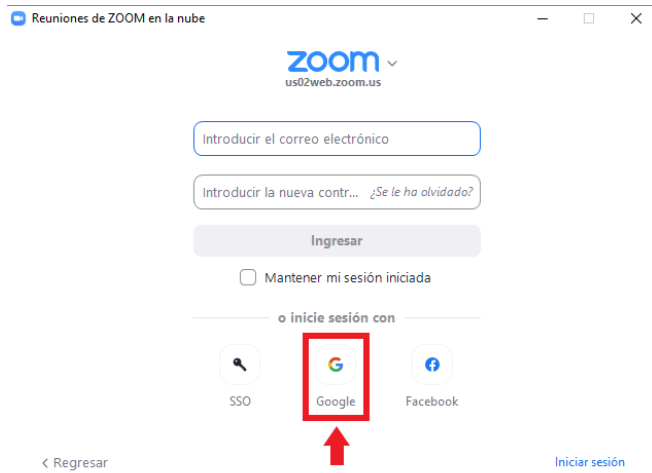 Reuniones de ZOOM en la nube
zoom
us02web.zoom.us
Introducir el correo electrónico
Introducir la nueva contr... ¿Se le ha olvidado?
Ingresar
Mantener mi sesión iniciada
o inicie sesión con
SSO Google Facebook
< Regresar Iniciar sesión